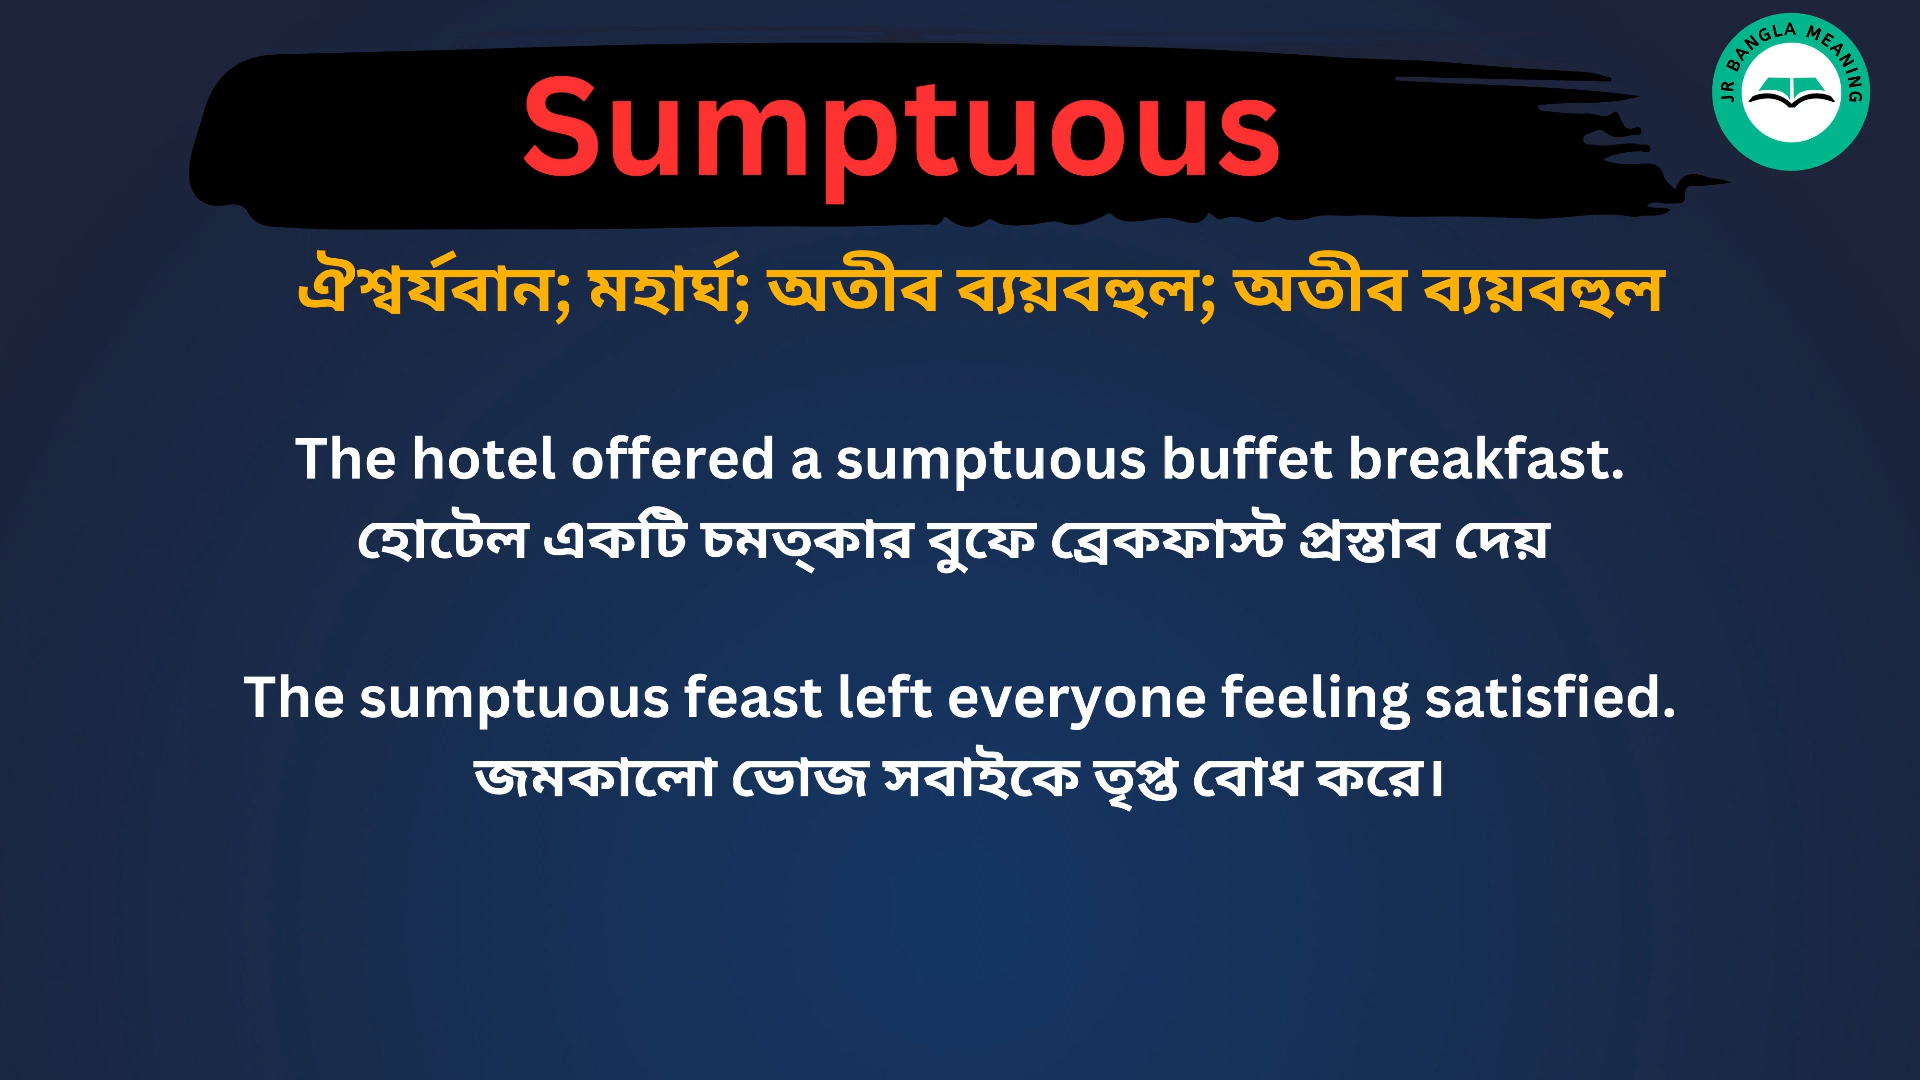 Sumptuous
JR BANGLA MEANING
ঐশ্বর্যবান; মহার্ঘ; অতীব ব্যয়বহুল; অতীব ব্যয়বহুল
The hotel offered a sumptuous buffet breakfast.
হোটেল একটি চমত্কার বুফে ব্রেকফাস্ট প্রস্তাব দেয়
The sumptuous feast left everyone feeling satisfied.
জমকালো ভোজ সবাইকে তৃপ্ত বোধ করে।